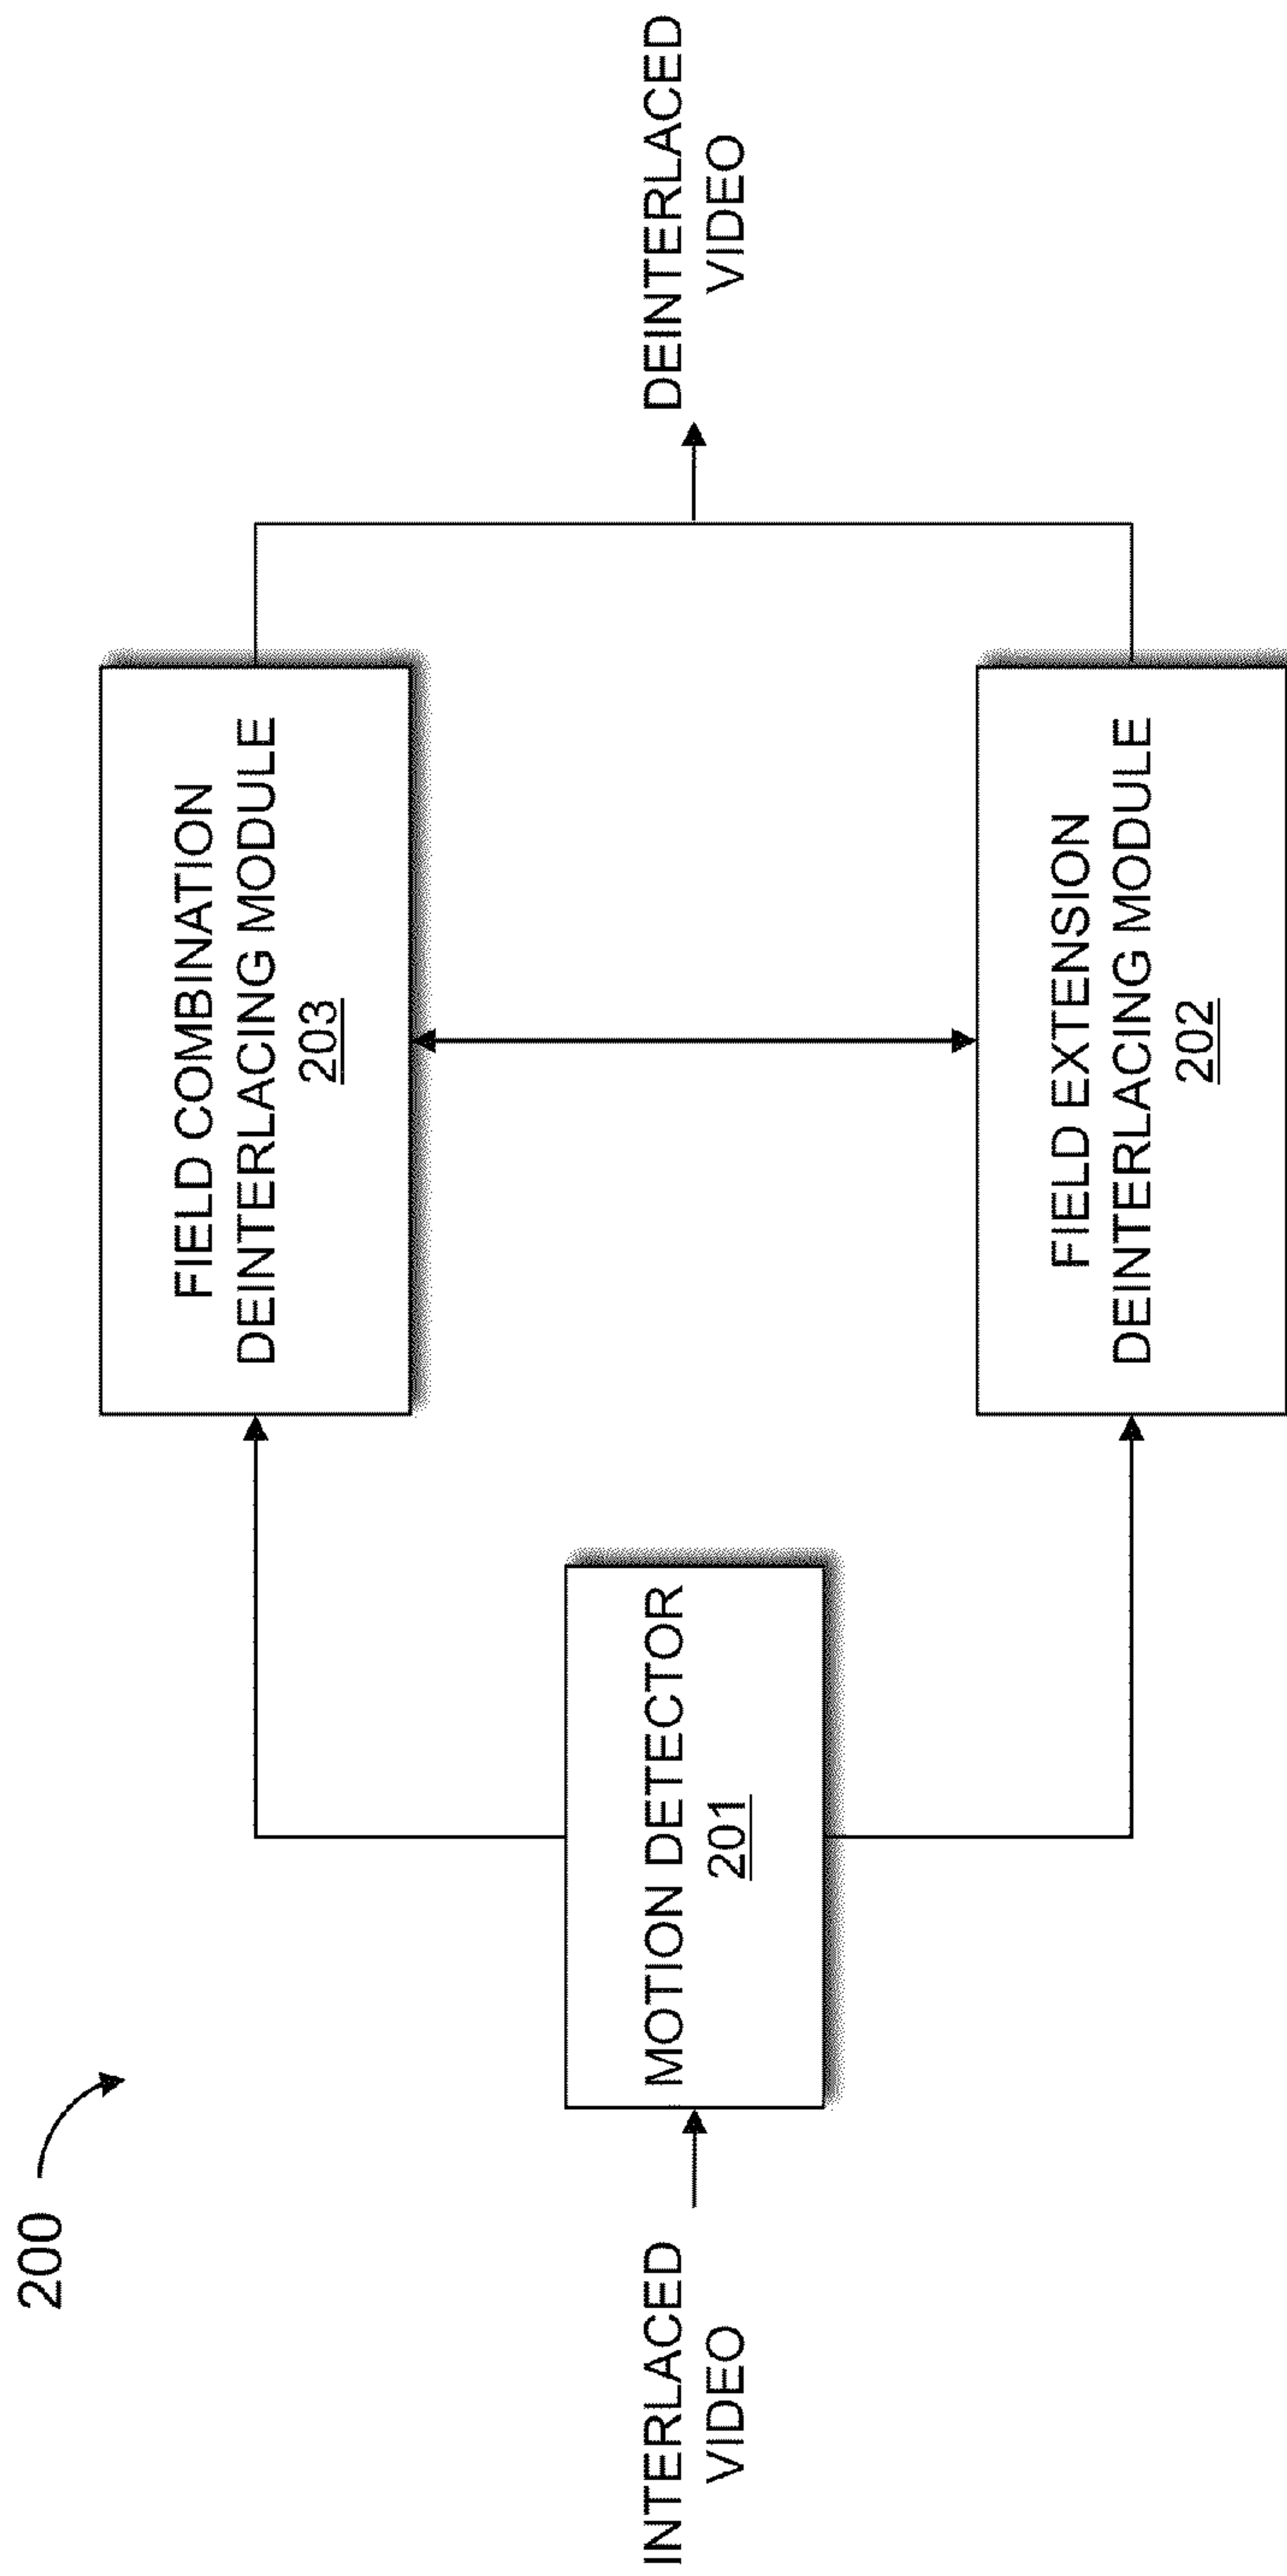 200
INTERLACED
VIDEO
MOTION DETECTOR
201
FIELD COMBINATION
DEINTERLACING MODULE
203
FIELD EXTENSION
DEINTERLACING MODULE
202
DEINTERLACED
VIDEO